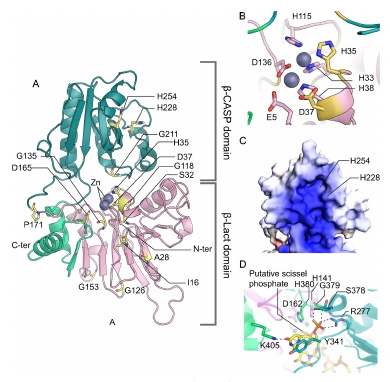 A
H254
H228
G211
H35
D37
G118
S32
G135
D165
Zn
P171
C-ter
N-ter
A28
I16
G153
G126
A
β-CASP domain
β-Lact domain
B
H115
H35
D136
H33
H38
E5
D37
C
H254
H228
D
Putative scissel
phosphate
H141
H380
G379
S378
D162
R277
K405
Y341